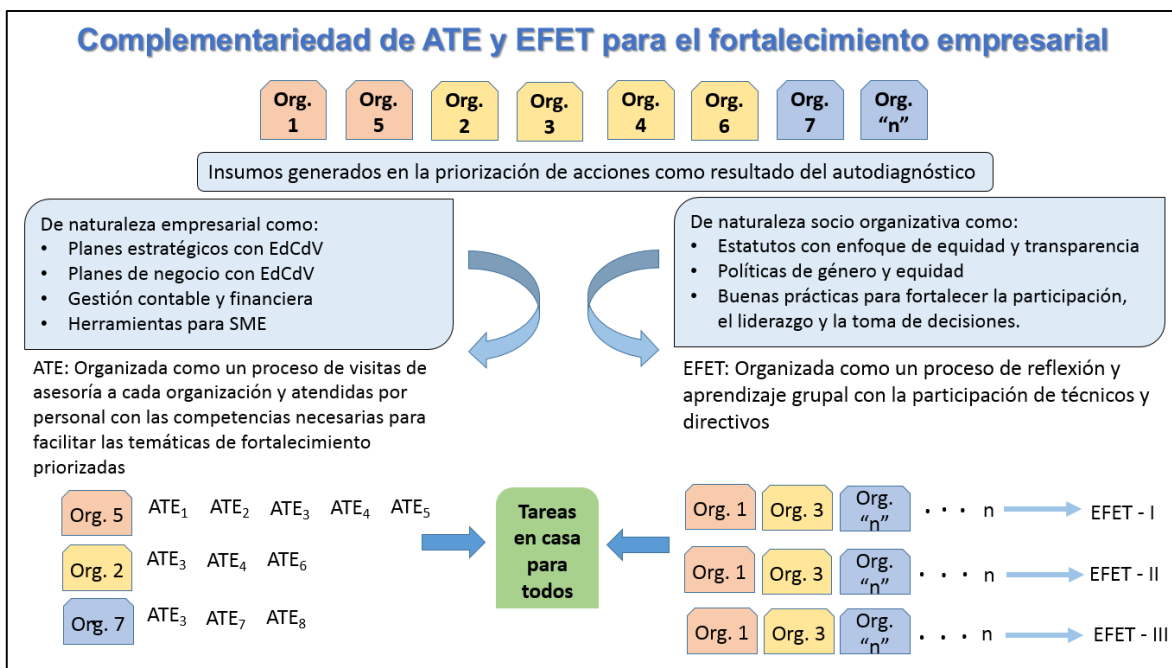 Complementariedad de ATE y EFET para el fortalecimiento empresarial
Org. 1
Org. 5
Org. 2
Org. 3
Org. 4
Org. 6
Org. 7
Org. “n”
Insumos generados en la priorización de acciones como resultado del autodiagnóstico
De naturaleza empresarial como:
• Planes estratégicos con EdCdV
• Planes de negocio con EdCdV
• Gestión contable y financiera
• Herramientas para SME
De naturaleza socio organizativa como:
• Estatutos con enfoque de equidad y transparencia
• Políticas de género y equidad
• Buenas prácticas para fortalecer la participación,
el liderazgo y la toma de decisiones.
ATE: Organizada como un proceso de visitas de
asesoría a cada organización y atendidas por
personal con las competencias necesarias para
facilitar las temáticas de fortalecimiento
priorizadas
EFET: Organizada como un proceso de reflexión y
aprendizaje grupal con la participación de técnicos y
directivos
Org. 5 ATE₁ ATE₂ ATE₃ ATE₄ ATE₅
Org. 2 ATE₃ ATE₄ ATE₆
Org. 7 ATE₃ ATE₇ ATE₈
Tareas
en casa
para
todos
Org. 1 Org. 3 Org. “n” . . . n EFET - I
Org. 1 Org. 3 Org. “n” . . . n EFET - II
Org. 1 Org. 3 Org. “n” . . . n EFET - III